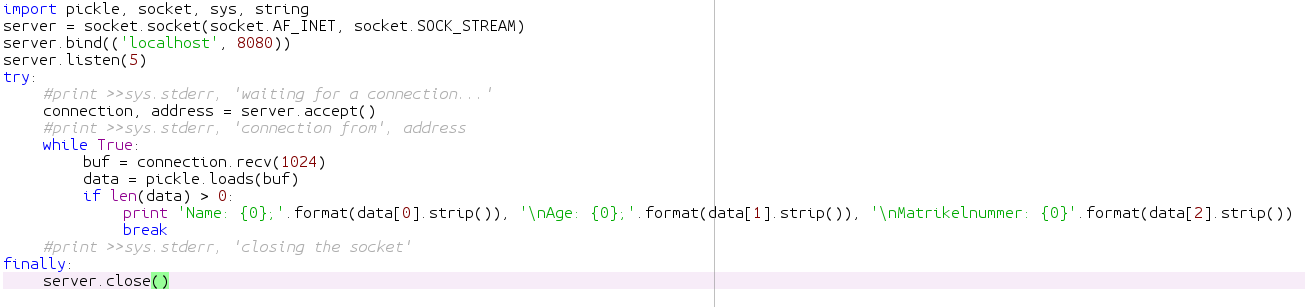 import pickle, socket, sys, string
server = socket.socket(socket.AF_INET, socket.SOCK_STREAM)
server.bind(('localhost', 8080))
server.listen(5)
try:
    #print >>sys.stderr, 'waiting for a connection...'
    connection, address = server.accept()
    #print >>sys.stderr, 'connection from', address
    while True:
        buf = connection.recv(1024)
        data = pickle.loads(buf)
        if len(data) > 0:
            print 'Name: {0};'.format(data[0].strip()), '\nAge: {0};'.format(data[1].strip()), '\nMatrikelnummer: {0}'.format(data[2].strip())
            break
    #print >>sys.stderr, 'closing the socket'
finally:
    server.close()